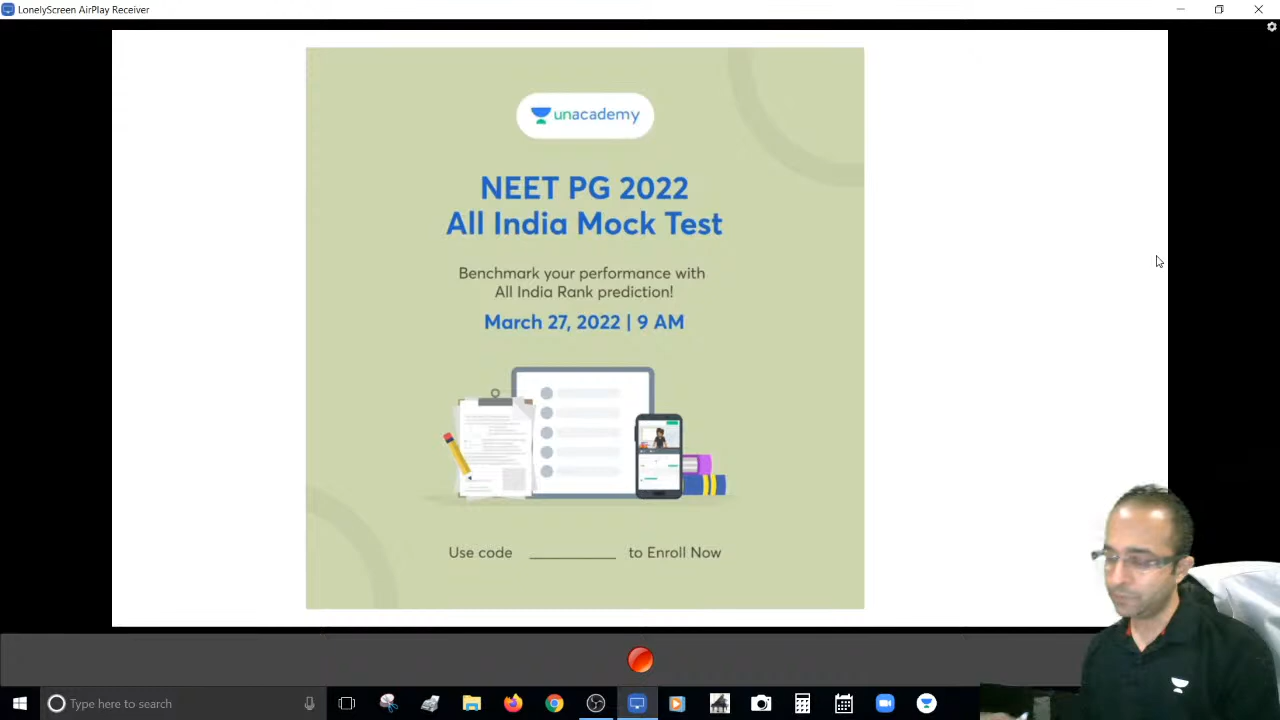 LonelyScreen AirPlay Receiver
unacademy
NEET PG 2022
All India Mock Test
Benchmark your performance with
All India Rank prediction!
March 27, 2022 | 9 AM
Use code ___________ to Enroll Now
Type here to search